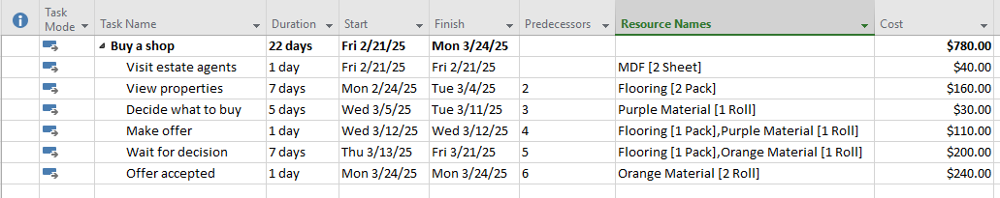 Task Mode Task Name Duration Start Finish Predecessors Resource Names Cost
Buy a shop 22 days Fri 2/21/25 Mon 3/24/25 $780.00
Visit estate agents 1 day Fri 2/21/25 Fri 2/21/25 MDF [2 Sheet] $40.00
View properties 7 days Mon 2/24/25 Tue 3/4/25 2 Flooring [2 Pack] $160.00
Decide what to buy 5 days Wed 3/5/25 Tue 3/11/25 3 Purple Material [1 Roll] $30.00
Make offer 1 day Wed 3/12/25 Wed 3/12/25 4 Flooring [1 Pack],Purple Material [1 Roll] $110.00
Wait for decision 7 days Thu 3/13/25 Fri 3/21/25 5 Flooring [1 Pack],Orange Material [1 Roll] $200.00
Offer accepted 1 day Mon 3/24/25 Mon 3/24/25 6 Orange Material [2 Roll] $240.00